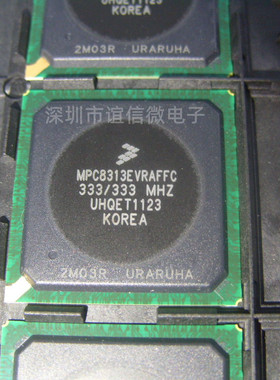 UHQET1123
KOREA
2M03R URARUHA
深圳市谊信微电子
MPC8313EVRAFFC
333/333 MHZ
UHQET1123
KOREA
2M03R URARUHA